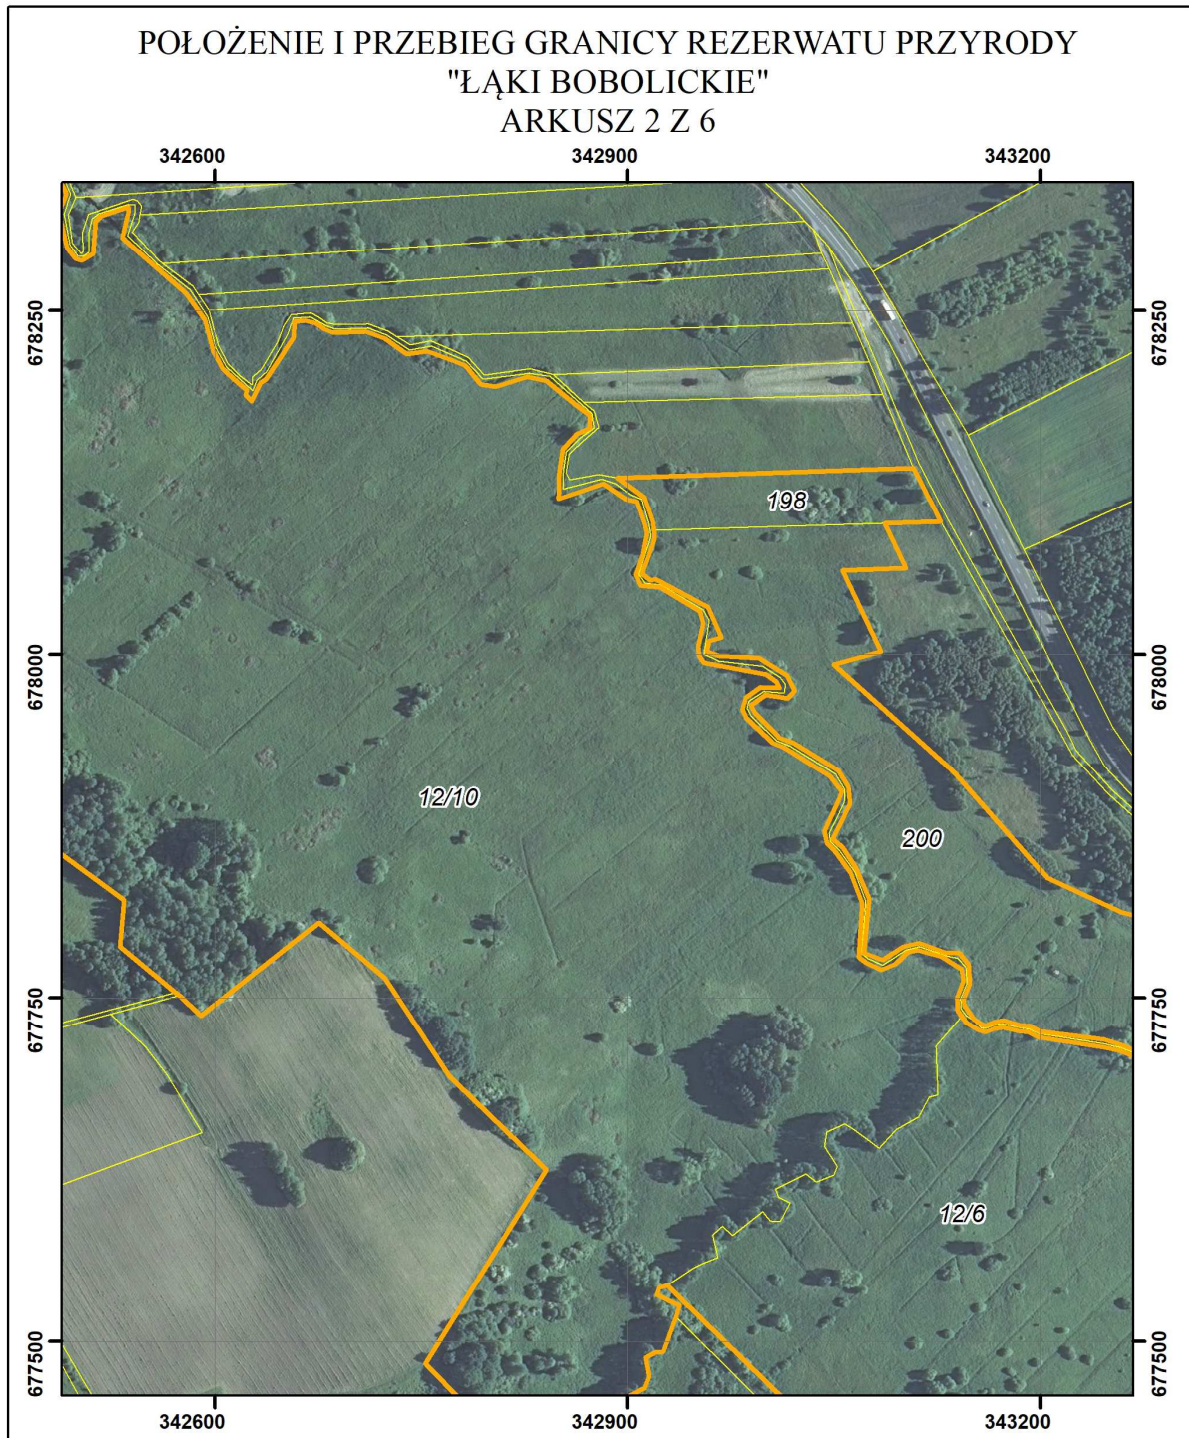 POŁOŻENIE I PRZEBIEG GRANICY REZERWATU PRZYRODY
"ŁĄKI BOBOLICKIE"
ARKUSZ 2 Z 6
342600 342900 343200
678250 678250
198
678000 678000
12/10
200
677750 677750
12/6
677500 677500
342600 342900 343200